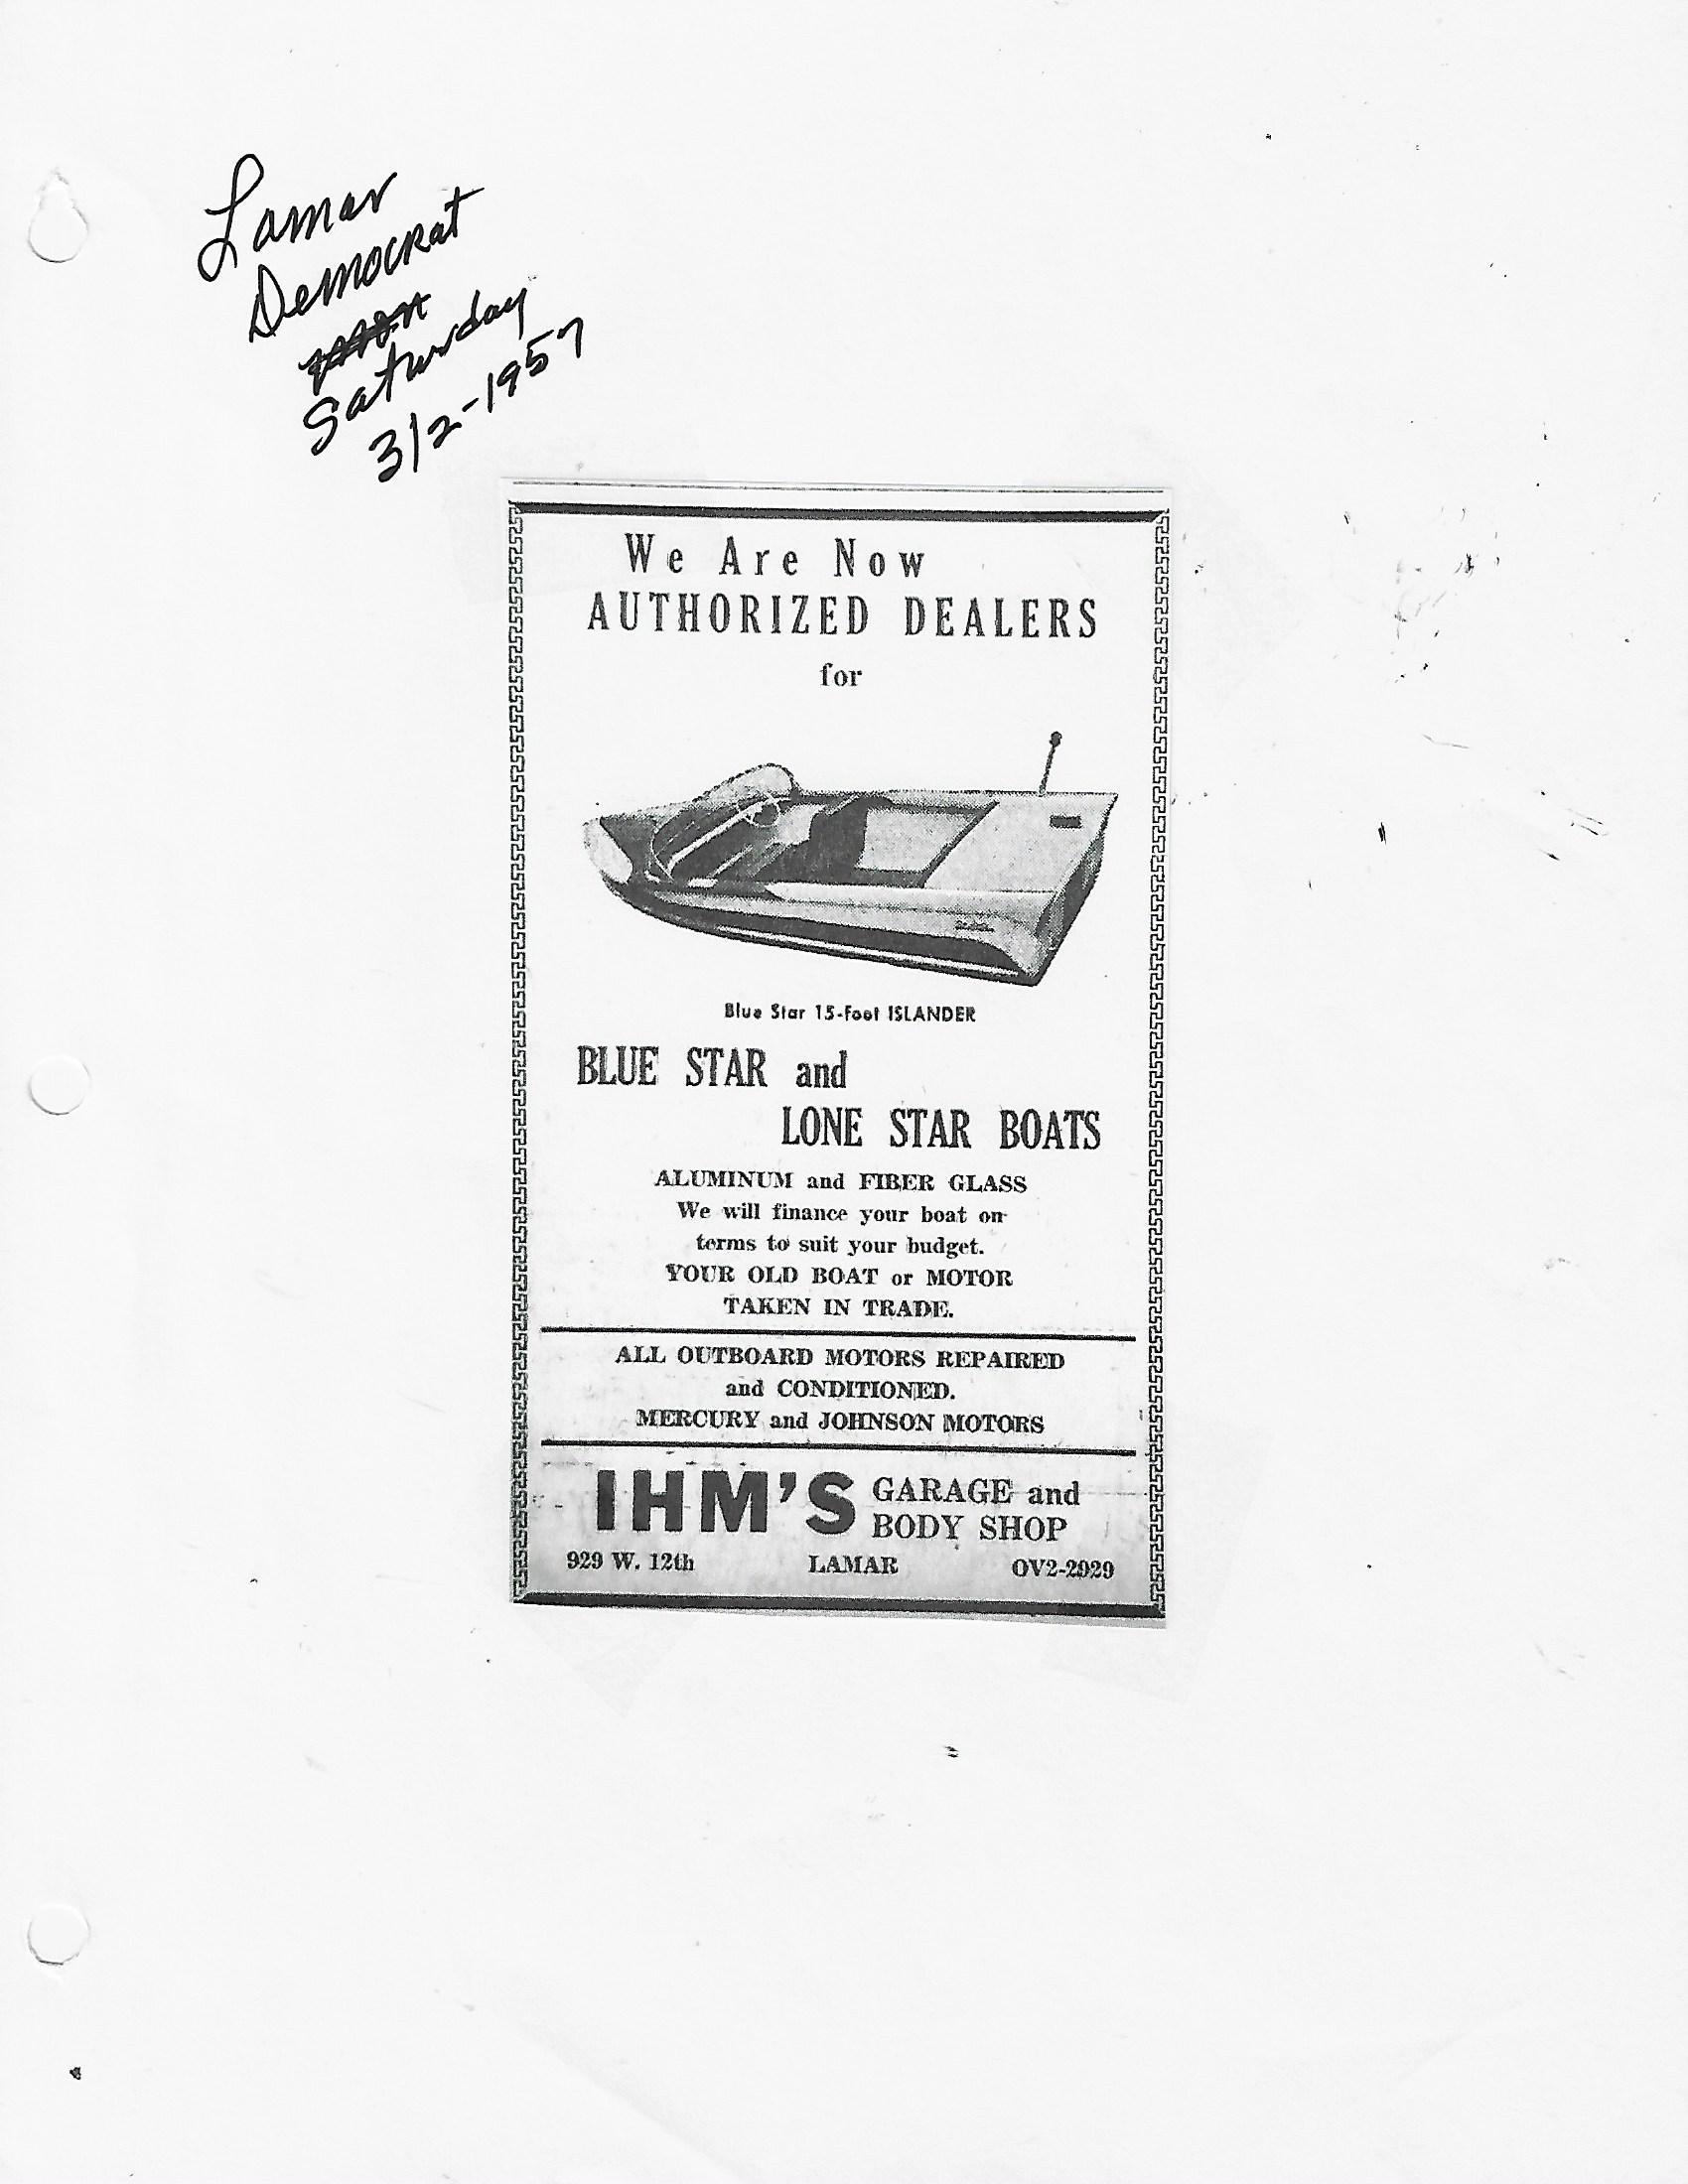 Lamar
Democrat
Saturday
3/2-1957
We Are Now
AUTHORIZED DEALERS
for
Blue Star 15-Foot ISLANDER
BLUE STAR and
LONE STAR BOATS
ALUMINUM and FIBER GLASS
We will finance your boat on
terms to suit your budget.
YOUR OLD BOAT or MOTOR
TAKEN IN TRADE.
ALL OUTBOARD MOTORS REPAIRED
and CONDITIONED.
MERCURY and JOHNSON MOTORS
IHM'S GARAGE and
BODY SHOP
929 W. 12th LAMAR OV2-2929